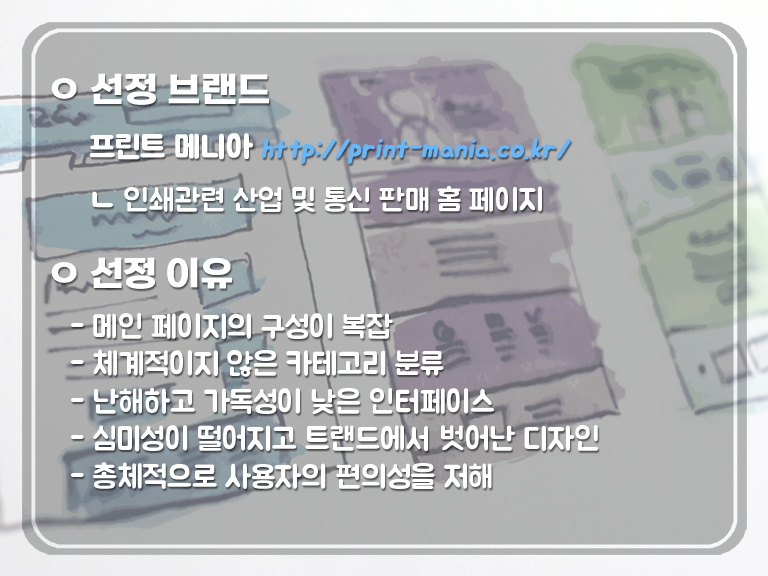 ㅇ 선정 브랜드
프린트 메니아 http://print-mania.co.kr/
ㄴ 인쇄관련 산업 및 통신 판매 홈 페이지
ㅇ 선정 이유
- 메인 페이지의 구성이 복잡
- 체계적이지 않은 카테고리 분류
- 난해하고 가독성이 낮은 인터페이스
- 심미성이 떨어지고 트랜드에서 벗어난 디자인
- 총체적으로 사용자의 편의성을 저해